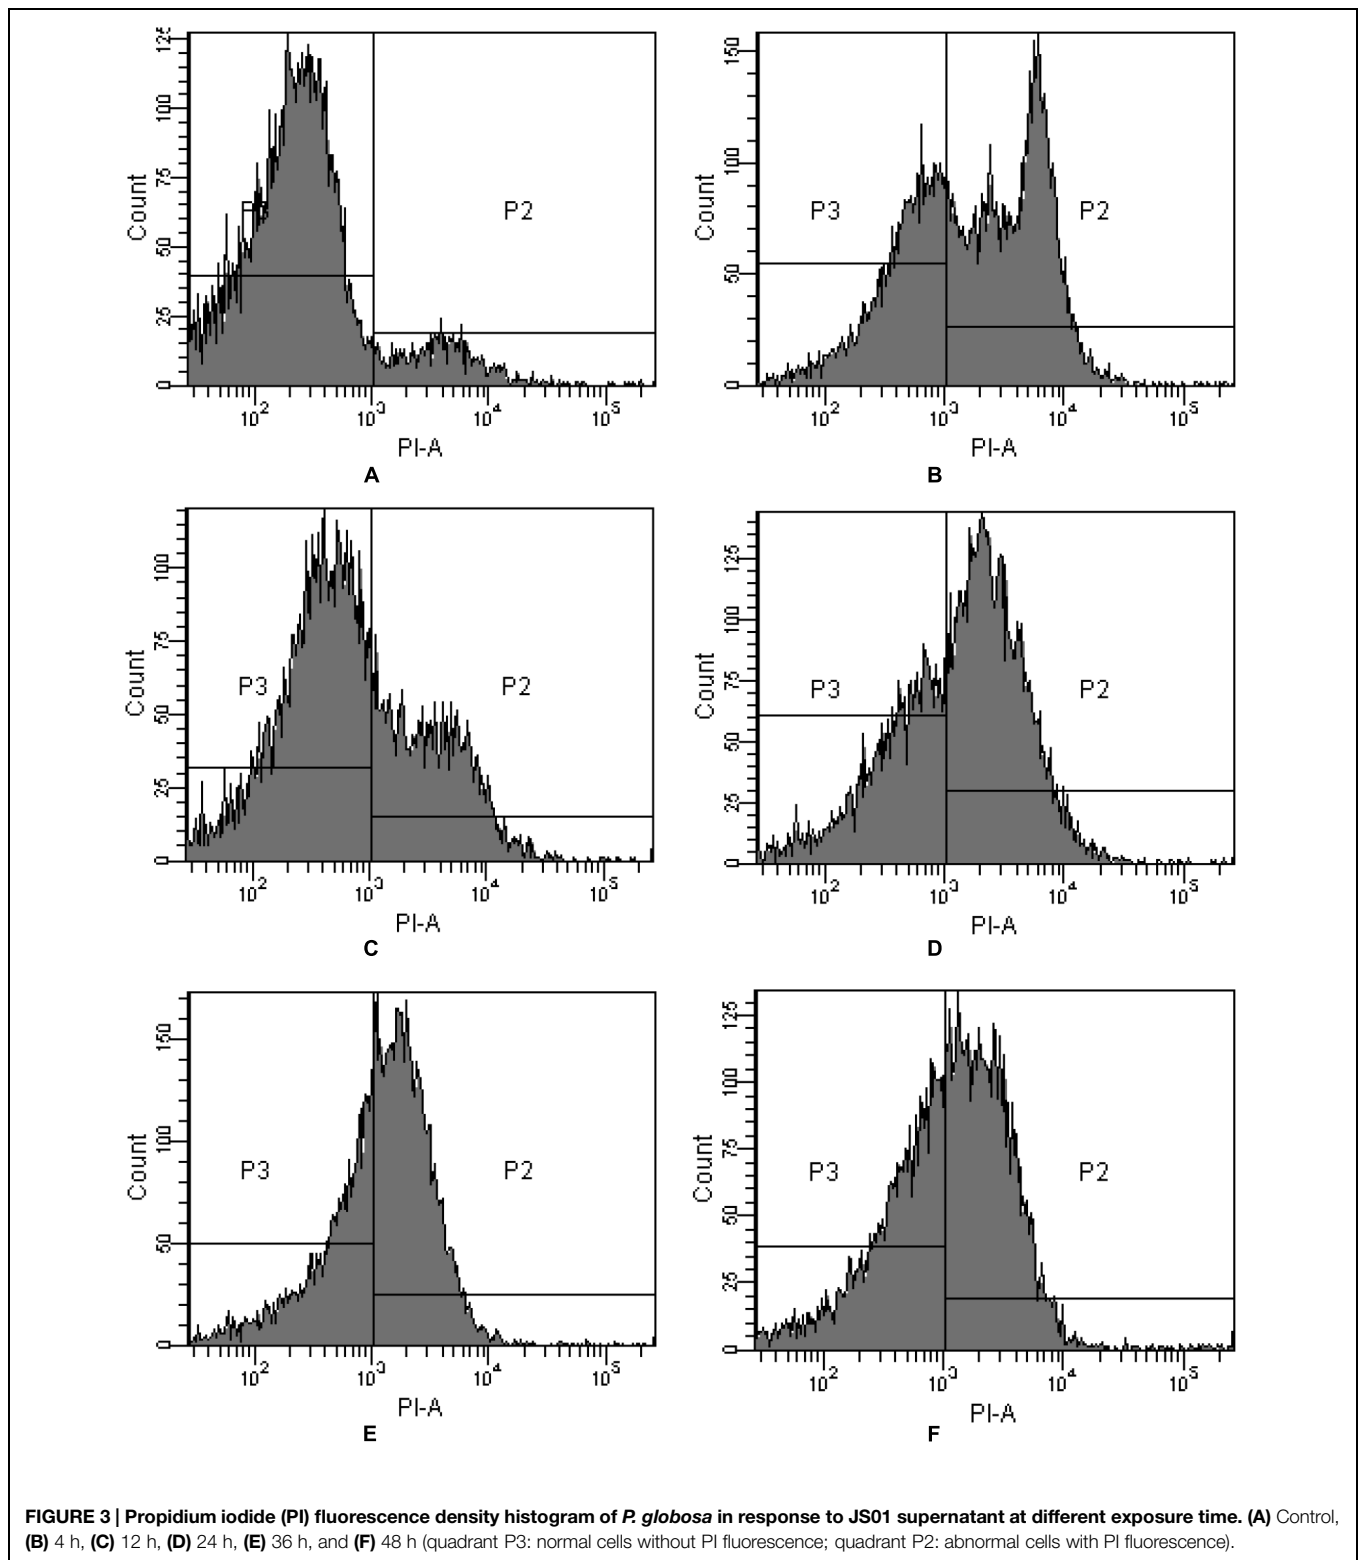 125
100
75
50
25
0
Count
P2
10² 10³ 10⁴ 10⁵
PI-A
A
150
100
50
0
Count
P3
P2
10² 10³ 10⁴ 10⁵
PI-A
B
100
75
50
25
0
Count
P3
P2
10² 10³ 10⁴ 10⁵
PI-A
C
125
100
75
50
25
0
Count
P3
P2
10² 10³ 10⁴ 10⁵
PI-A
D
150
100
50
0
Count
P3
P2
10² 10³ 10⁴ 10⁵
PI-A
E
125
100
75
50
25
0
Count
P3
P2
10² 10³ 10⁴ 10⁵
PI-A
F
FIGURE 3 | Propidium iodide (PI) fluorescence density histogram of P. globosa in response to JS01 supernatant at different exposure time. (A) Control,
(B) 4 h, (C) 12 h, (D) 24 h, (E) 36 h, and (F) 48 h (quadrant P3: normal cells without PI fluorescence; quadrant P2: abnormal cells with PI fluorescence).